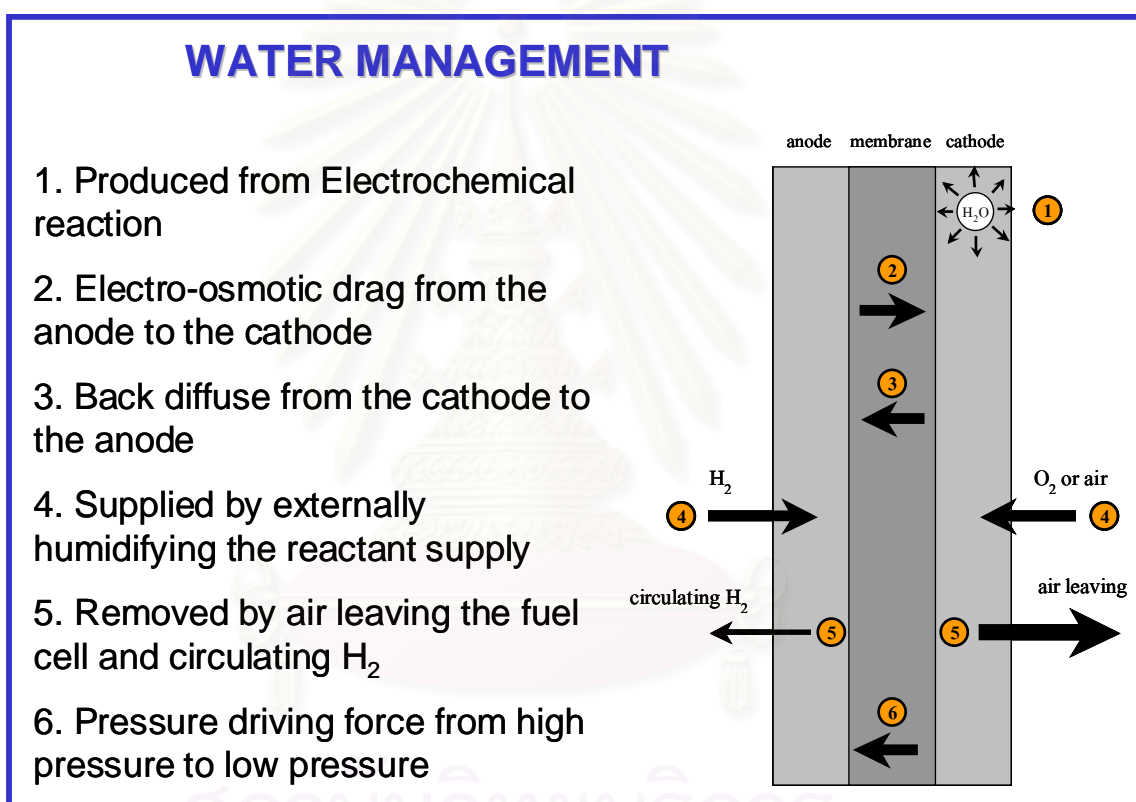 WATER MANAGEMENT
1. Produced from Electrochemical
reaction
2. Electro-osmotic drag from the
anode to the cathode
3. Back diffuse from the cathode to
the anode
4. Supplied by externally
humidifying the reactant supply
5. Removed by air leaving the fuel
cell and circulating H₂
6. Pressure driving force from high
pressure to low pressure
anode membrane cathode
H₂O
1
2
3
H₂
O₂ or air
4
4
circulating H₂
air leaving
5
5
6